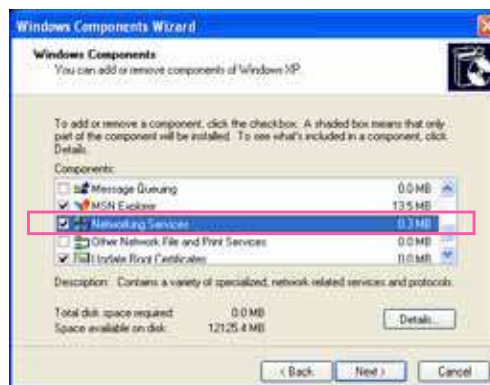 Windows Components Wizard
Windows Components
You can add or remove components of Windows XP.
To add or remove a component, click the checkbox. A shaded box means that only
part of the component will be installed. To see what's included in a component, click
Details.
Components:
Message Queuing 0.0 MB
MSN Explorer 13.5 MB
Networking Services 0.3 MB
Other Network File and Print Services 0.0 MB
Update Root Certificates 0.0 MB
Description: Contains a variety of specialized, network-related services and protocols.
Total disk space required: 0.0 MB
Space available on disk: 12125.4 MB
Details...
< Back Next > Cancel